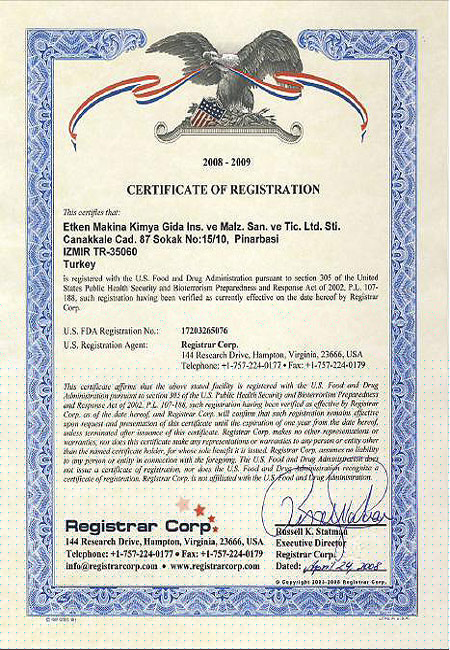 2008 - 2009
CERTIFICATE OF REGISTRATION
This certifies that:
Etken Makina Kimya Gida Ins. ve Malz. San. ve Tic. Ltd. Sti.
Canakkale Cad. 87 Sokak No:15/10, Pinarbasi
IZMIR TR-35060
Turkey
is registered with the U.S. Food and Drug Administration pursuant to section 305 of the United
States Public Health Security and Bioterrorism Preparedness and Response Act of 2002, P.L. 107-
188, such registration having been verified as currently effective on the date hereof by Registrar
Corp.
U.S. FDA Registration No.: 17203265076
U.S. Registration Agent: Registrar Corp.
144 Research Drive, Hampton, Virginia, 23666, USA
Telephone: +1-757-224-0177 • Fax: +1-757-224-0179
This certificate affirms that the above stated facility is registered with the U.S. Food and Drug
Administration pursuant to section 305 of the U.S. Public Health Security and Bioterrorism Preparedness
and Response Act of 2002, P.L. 107-188, such registration having been verified as effective by Registrar
Corp. as of the date hereof, and Registrar Corp. will confirm that such registration remains effective
upon request and presentation of this certificate until the expiration of one year from the date hereof,
unless terminated after issuance of this certificate. Registrar Corp. makes no other representations or
warranties, nor does this certificate make any representations or warranties to any person or entity other
than the named certificate holder, for whose sole benefit it is issued. Registrar Corp. assumes no liability
to any person or entity in connection with the foregoing. The U.S. Food and Drug Administration does
not issue a certificate of registration, nor does the U.S. Food and Drug Administration recognize a
certificate of registration. Registrar Corp. is not affiliated with the U.S. Food and Drug Administration.
Registrar Corp.
144 Research Drive, Hampton, Virginia, 23666, USA
Telephone: +1-757-224-0177 • Fax: +1-757-224-0179
info@registrarcorp.com • www.registrarcorp.com
Russell K. Statman
Executive Director
Registrar Corp.
Dated: April 29, 2008
© Copyright 2003-2008 Registrar Corp.